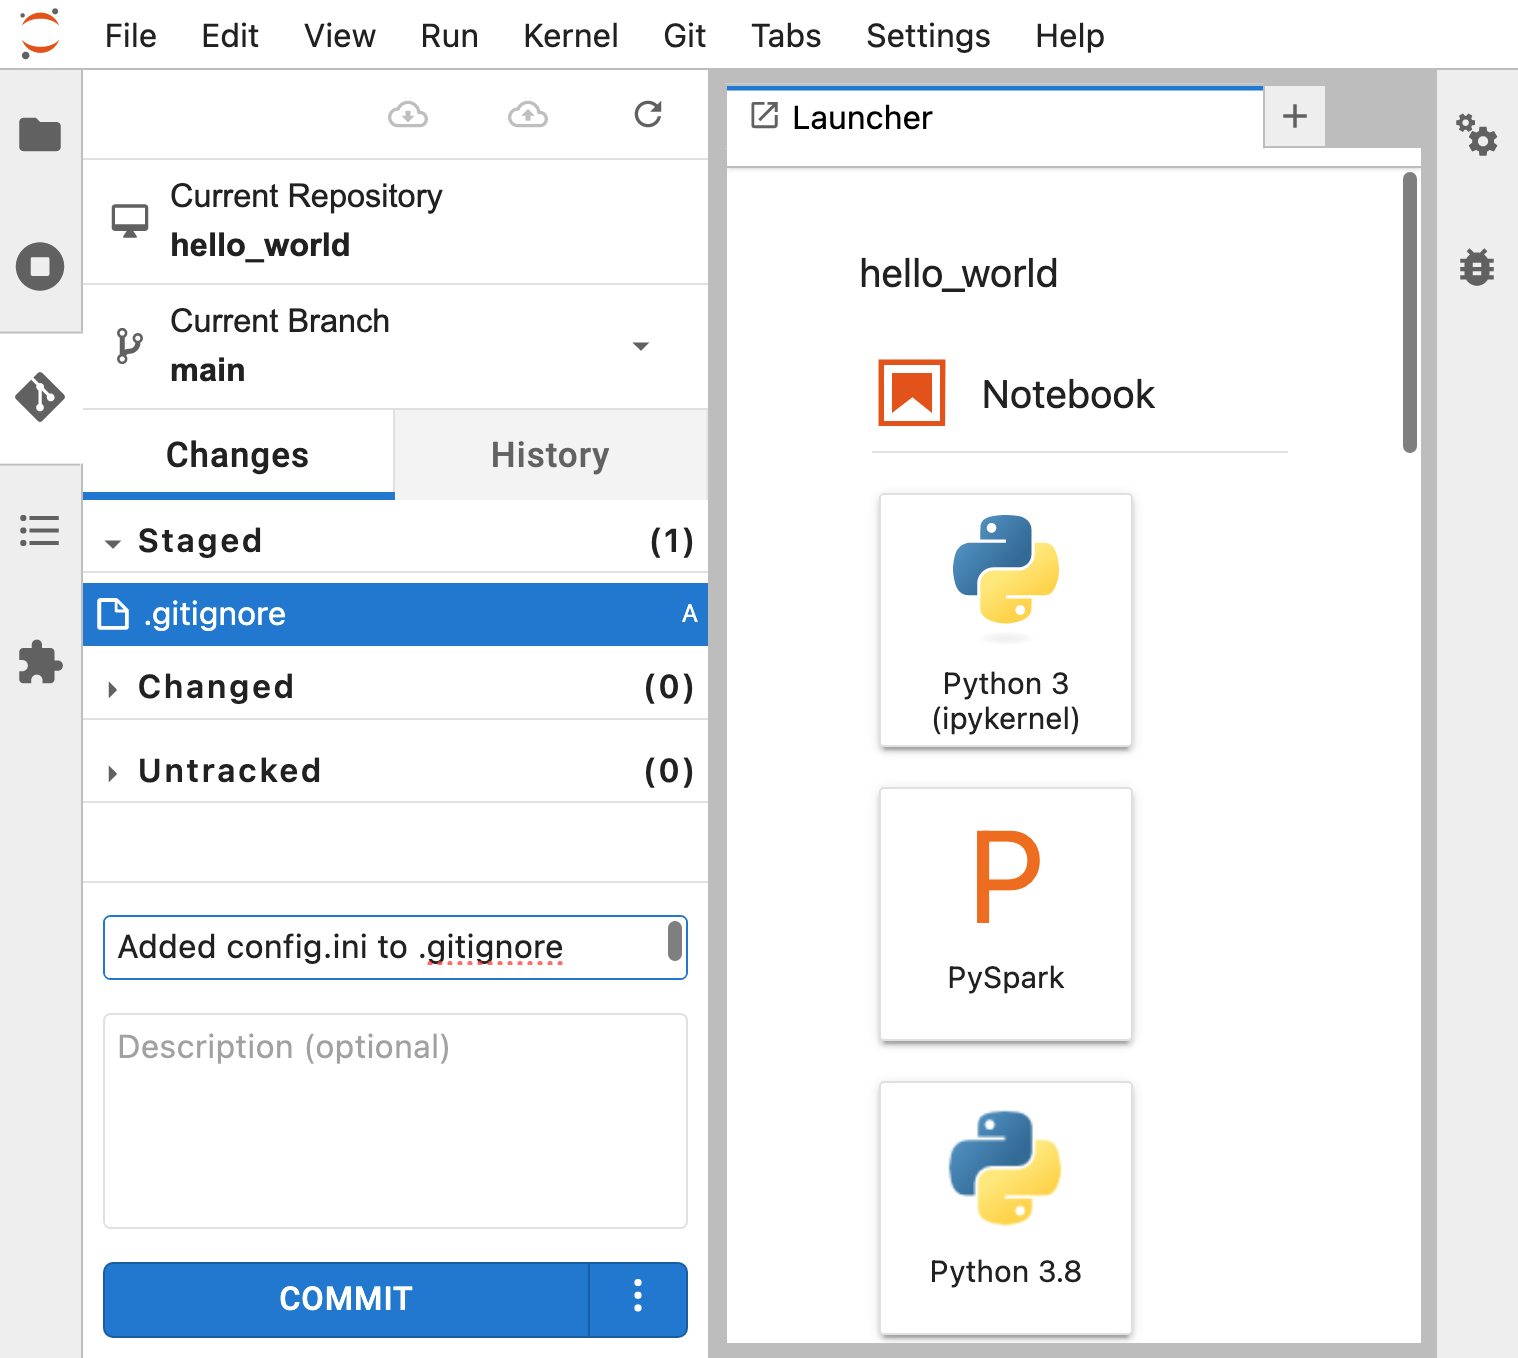 File Edit View Run Kernel Git Tabs Settings Help
Current Repository
hello_world
Current Branch
main
Changes History
Staged (1)
.gitignore A
Changed (0)
Untracked (0)
Added config.ini to .gitignore
Description (optional)
COMMIT
Launcher
hello_world
Notebook
Python 3
(ipykernel)
P
PySpark
Python 3.8